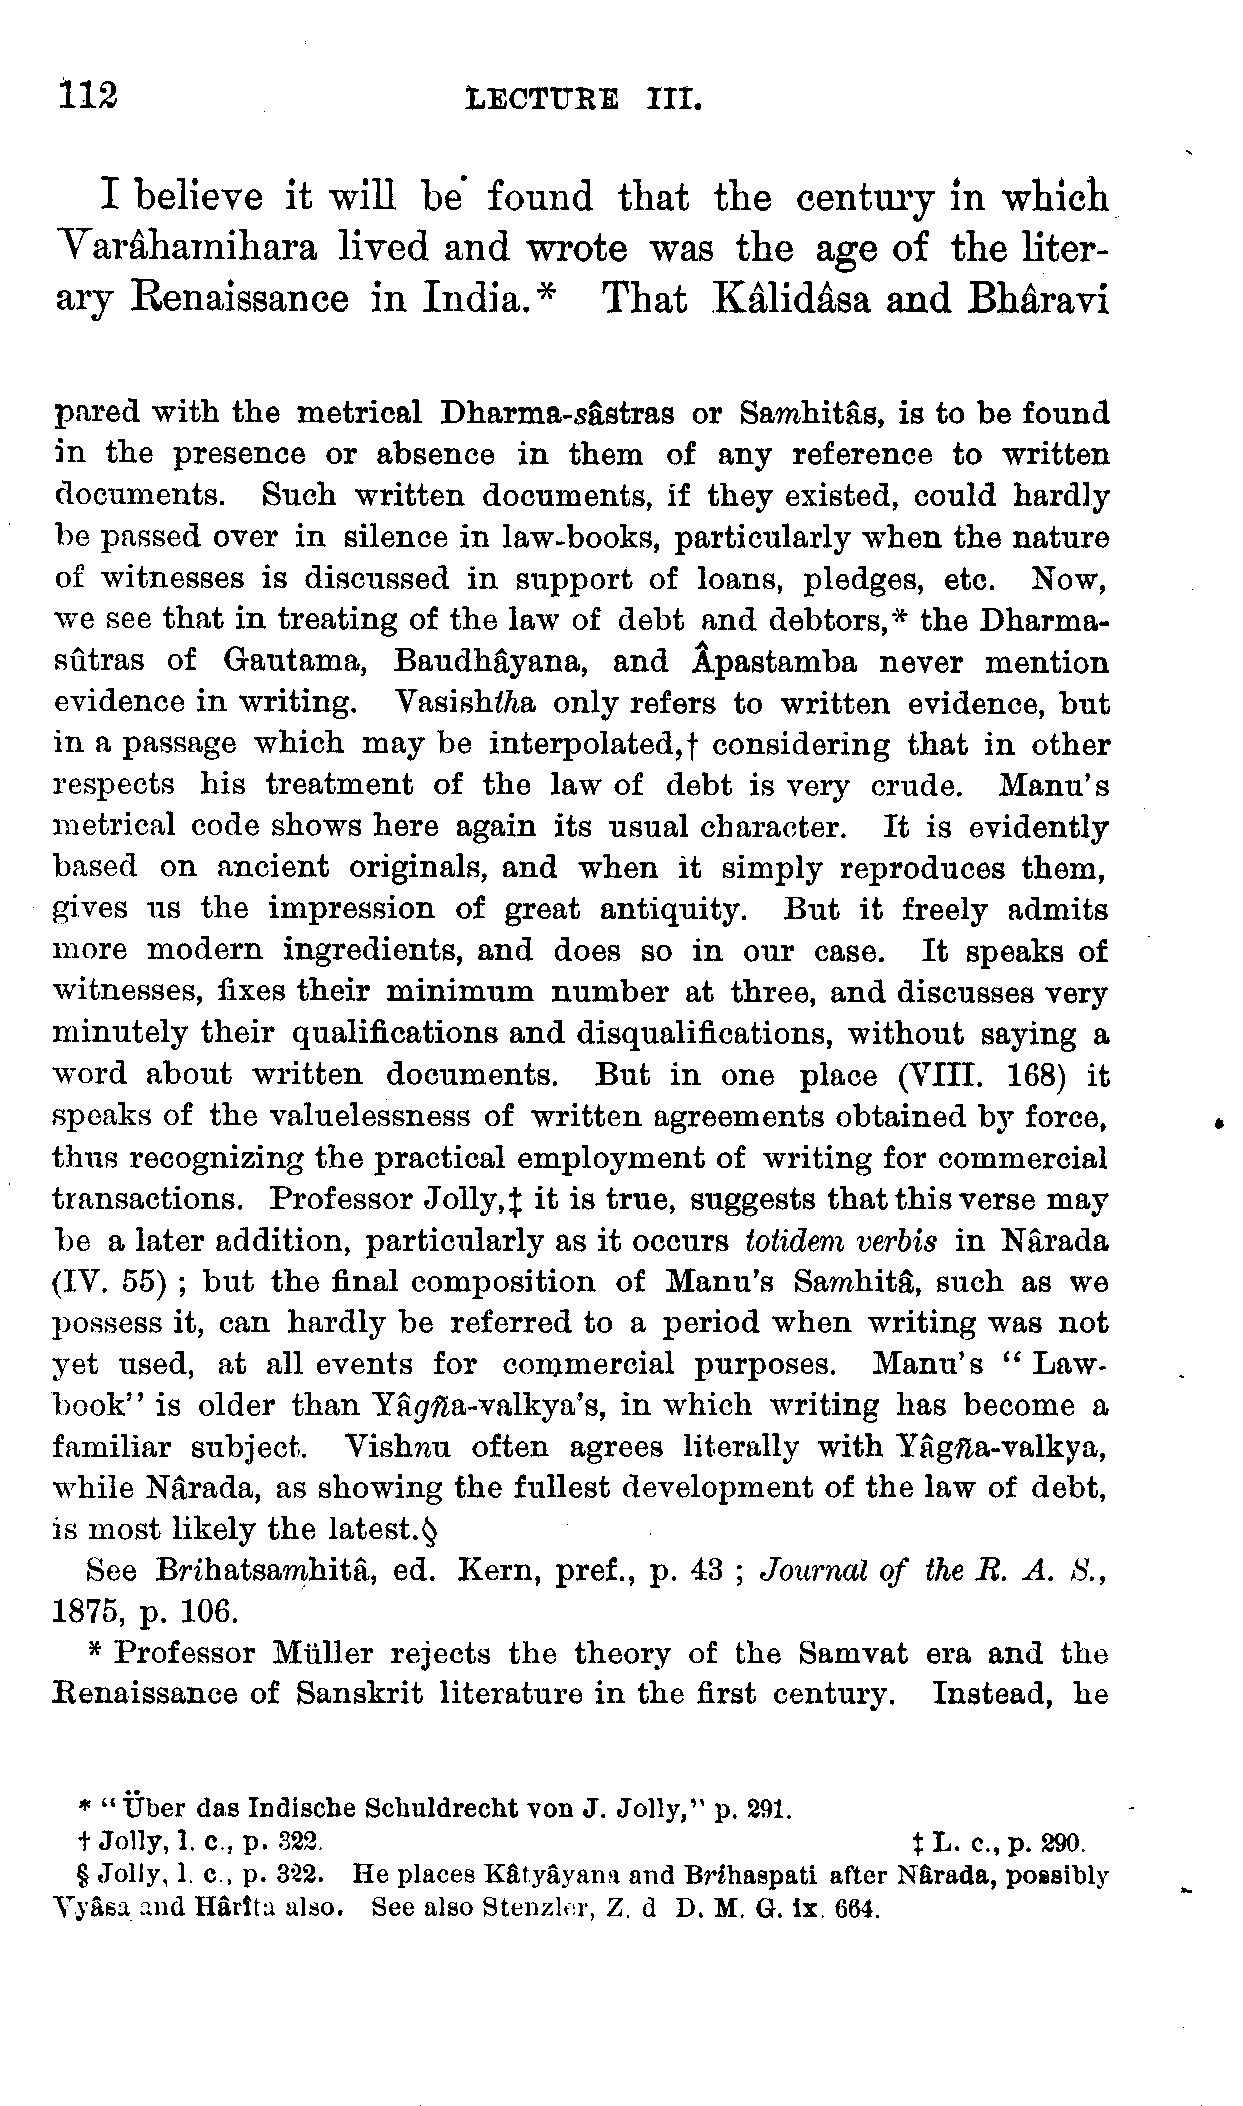 112 LECTURE III.
I believe it will be found that the century in which
Varâhamihara lived and wrote was the age of the liter-
ary Renaissance in India.* That Kâlidâsa and Bhâravi
pared with the metrical Dharma-sâstras or Samhitâs, is to be found
in the presence or absence in them of any reference to written
documents. Such written documents, if they existed, could hardly
be passed over in silence in law-books, particularly when the nature
of witnesses is discussed in support of loans, pledges, etc. Now,
we see that in treating of the law of debt and debtors,* the Dharma-
sûtras of Gautama, Baudhâyana, and Âpastamba never mention
evidence in writing. Vasishtha only refers to written evidence, but
in a passage which may be interpolated,† considering that in other
respects his treatment of the law of debt is very crude. Manu's
metrical code shows here again its usual character. It is evidently
based on ancient originals, and when it simply reproduces them,
gives us the impression of great antiquity. But it freely admits
more modern ingredients, and does so in our case. It speaks of
witnesses, fixes their minimum number at three, and discusses very
minutely their qualifications and disqualifications, without saying a
word about written documents. But in one place (VIII. 168) it
speaks of the valuelessness of written agreements obtained by force,
thus recognizing the practical employment of writing for commercial
transactions. Professor Jolly,‡ it is true, suggests that this verse may
be a later addition, particularly as it occurs totidem verbis in Nârada
(IV. 55) ; but the final composition of Manu's Samhitâ, such as we
possess it, can hardly be referred to a period when writing was not
yet used, at all events for commercial purposes. Manu's “ Law-
book” is older than Yâgña-valkya's, in which writing has become a
familiar subject. Vishnu often agrees literally with Yâgña-valkya,
while Nârada, as showing the fullest development of the law of debt,
is most likely the latest.§
See Brihatsamhitâ, ed. Kern, pref., p. 43 ; Journal of the R. A. S.,
1875, p. 106.
* Professor Müller rejects the theory of the Samvat era and the
Renaissance of Sanskrit literature in the first century. Instead, he
* “Über das Indische Schuldrecht von J. Jolly,” p. 291.
† Jolly, l. c., p. 322. ‡ L. c., p. 290.
§ Jolly, l. c., p. 322. He places Kâtyâyana and Brihaspati after Nârada, possibly
Vyâsa and Hârîta also. See also Stenzler, Z. d D. M. G. ix. 664.